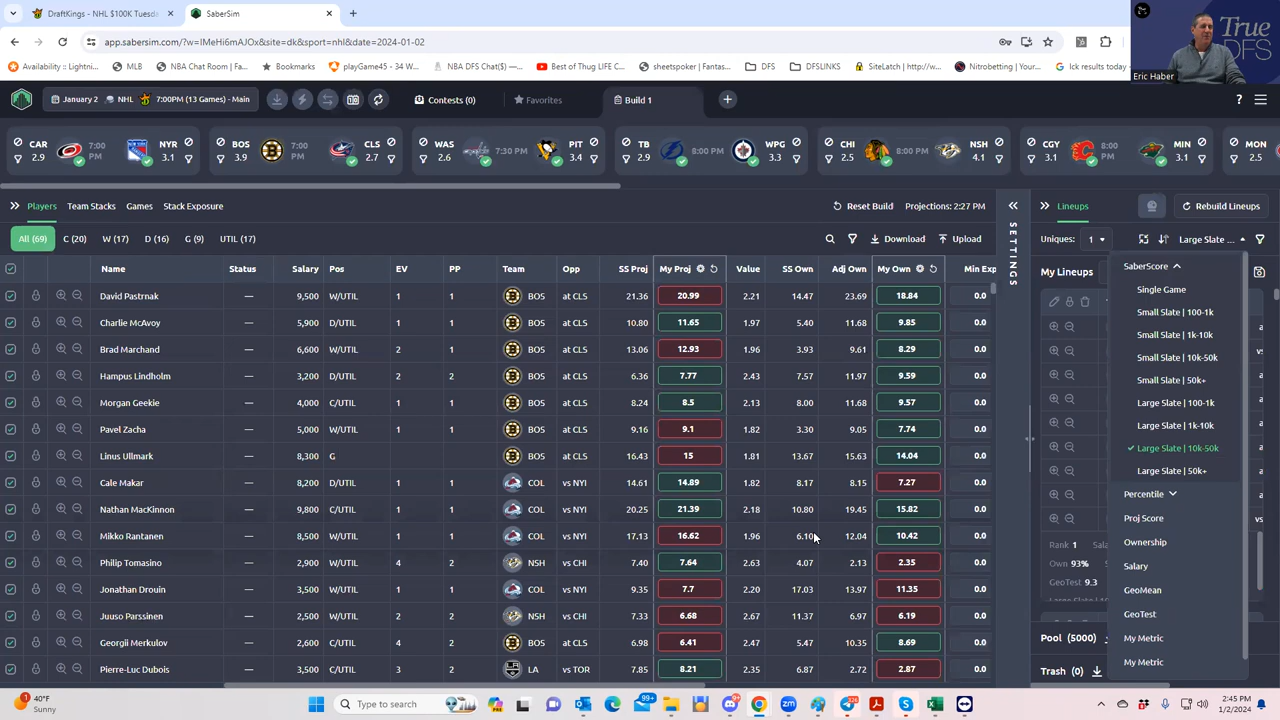 DraftKings - NHL $100K Tuesda
SaberSim
app.sabersim.com/?w=IMeHi6mAJOx&site=dk&sport=nhl&date=2024-01-02
Availability :: Lightni...
MLB
NBA Chat Room | Fa...
Bookmarks
playGame45 - 34 W...
NBA DFS Chat($) —...
Best of Thug LIFE C...
sheetspoker | Fanta...
DFS
DFSLINKS
SiteLatch | http://w...
Nitrobetting | Your...
Ick results today of...
True DFS
Eric Haber
January 2 NHL 7:00PM (13 Games) - Main
Contests (0)
Favorites
Build 1
CAR 2.9 7:00 PM NYR 3.1
BOS 3.9 7:00 PM CLS 2.7
WAS 2.6 7:30 PM PIT 3.4
TB 2.9 8:00 PM WPG 3.3
CHI 2.5 8:00 PM NSH 4.1
CGY 3.1 8:00 PM MIN 3.1
MON 2.5
Players Team Stacks Games Stack Exposure
Reset Build Projections: 2:27 PM
All (69) C (20) W (17) D (16) G (9) UTIL (17)
Download Upload
Name Status Salary Pos EV PP Team Opp SS Proj My Proj Value SS Own Adj Own My Own Min Exp
David Pastrnak — 9,500 W/UTIL 1 1 BOS at CLS 21.36 20.99 2.21 14.47 23.69 18.84 0.0
Charlie McAvoy — 5,900 D/UTIL 1 1 BOS at CLS 10.80 11.65 1.97 5.40 11.68 9.85 0.0
Brad Marchand — 6,600 W/UTIL 2 1 BOS at CLS 13.06 12.93 1.96 3.93 9.61 8.29 0.0
Hampus Lindholm — 3,200 D/UTIL 2 2 BOS at CLS 6.36 7.77 2.43 7.57 11.97 9.59 0.0
Morgan Geekie — 4,000 C/UTIL 1 1 BOS at CLS 8.24 8.5 2.13 8.00 11.68 9.57 0.0
Pavel Zacha — 5,000 W/UTIL 1 1 BOS at CLS 9.16 9.1 1.82 3.30 9.05 7.74 0.0
Linus Ullmark — 8,300 G BOS at CLS 15.13 15 1.81 13.67 15.63 14.04 0.0
Cale Makar — 8,200 D/UTIL 1 1 COL vs NYI 14.61 14.89 1.82 8.17 8.15 7.27 0.0
Nathan MacKinnon — 9,800 C/UTIL 1 1 COL vs NYI 20.25 21.39 2.18 10.80 19.45 15.82 0.0
Mikko Rantanen — 8,500 W/UTIL 1 1 COL vs NYI 17.13 16.62 1.96 6.10 12.04 10.42 0.0
Philip Tomasino — 2,900 W/UTIL 4 2 NSH vs CHI 7.40 7.64 2.63 4.07 2.13 2.35 0.0
Jonathan Drouin — 3,500 W/UTIL 1 1 COL vs NYI 9.35 7.7 2.20 17.03 13.97 11.35 0.0
Juuso Parssinen — 2,500 W/UTIL 1 2 NSH vs CHI 7.33 6.68 2.67 11.37 6.97 6.19 0.0
Georgii Merkulov — 2,600 C/UTIL 4 2 BOS at CLS 6.98 6.41 2.47 5.47 10.35 8.69 0.0
Pierre-Luc Dubois — 3,500 C/UTIL 3 2 LA vs TOR 7.85 8.21 2.35 6.87 2.72 2.87 0.0
SETTINGS
Lineups
Rebuild Lineups
Uniques: 1
Large Slate ...
My Lineups
SaberScore
Single Game
Small Slate | 100-1k
Small Slate | 1k-10k
Small Slate | 10k-50k
Small Slate | 50k+
Large Slate | 100-1k
Large Slate | 1k-10k
Large Slate | 10k-50k
Large Slate | 50k+
Percentile
Proj Score
Ownership
Salary
GeoMean
GeoTest
My Metric
My Metric
Rank 1
Own 93%
GeoTest 9.3
Pool (5000)
Trash (0)
40°F
Sunny
Type to search
99+
2:45 PM
1/2/2024